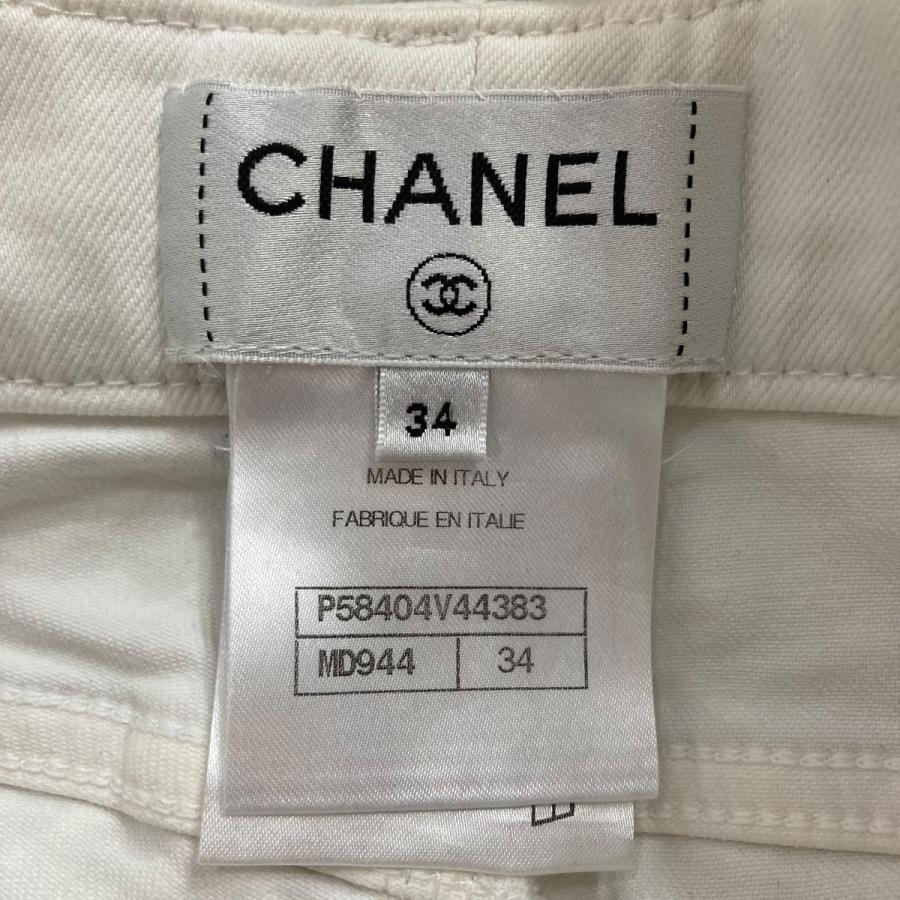 CHANEL
34
MADE IN ITALY
FABRIQUE EN ITALIE
P58404V44383
MD944 34